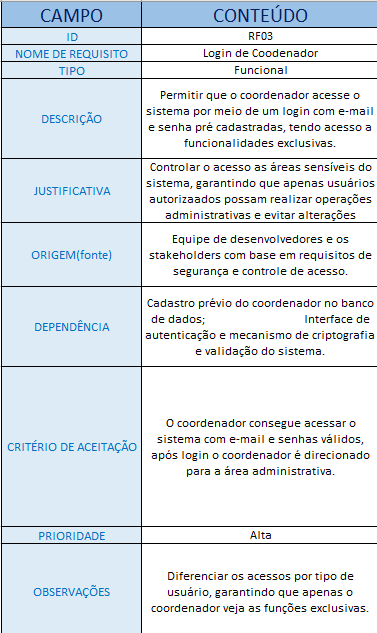 CAMPO CONTEÚDO
ID RF03
NOME DE REQUISITO Login de Coodenador
TIPO Funcional
DESCRIÇÃO
Permitir que o coordenador acesse o
sistema por meio de um login com e-mail
e senha pré cadastradas, tendo acesso a
funcionalidades exclusivas.
JUSTIFICATIVA
Controlar o acesso as áreas sensíveis do
sistema, garantindo que apenas usuários
autorizaados possam realizar operações
administrativas e evitar alterações
ORIGEM(fonte)
Equipe de desenvolvedores e os
stakeholders com base em requisitos de
segurança e controle de acesso.
DEPENDÊNCIA
Cadastro prévio do coordenador no banco
de dados; Interface de
autenticação e mecanismo de criptografia
e validação do sistema.
CRITÉRIO DE ACEITAÇÃO
O coordenador consegue acessar o
sistema com e-mail e senhas válidos,
após login o coordenador é direcionado
para a área administrativa.
PRIORIDADE Alta
OBSERVAÇÕES
Diferenciar os acessos por tipo de
usuário, garantindo que apenas o
coordenador veja as funções exclusivas.